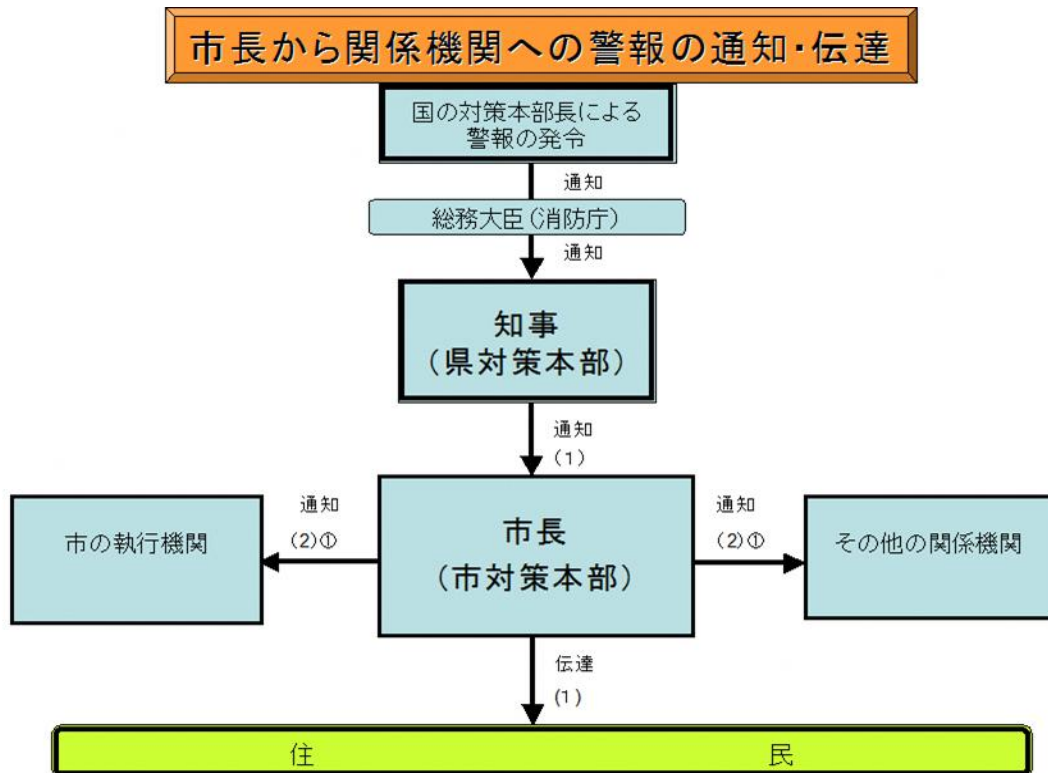 市長から関係機関への警報の通知・伝達
国の対策本部長による
警報の発令
通知
総務大臣(消防庁)
通知
知事
(県対策本部)
通知
(1)
市の執行機関
通知
(2)①
市長
(市対策本部)
通知
(2)①
その他の関係機関
伝達
(1)
住 民